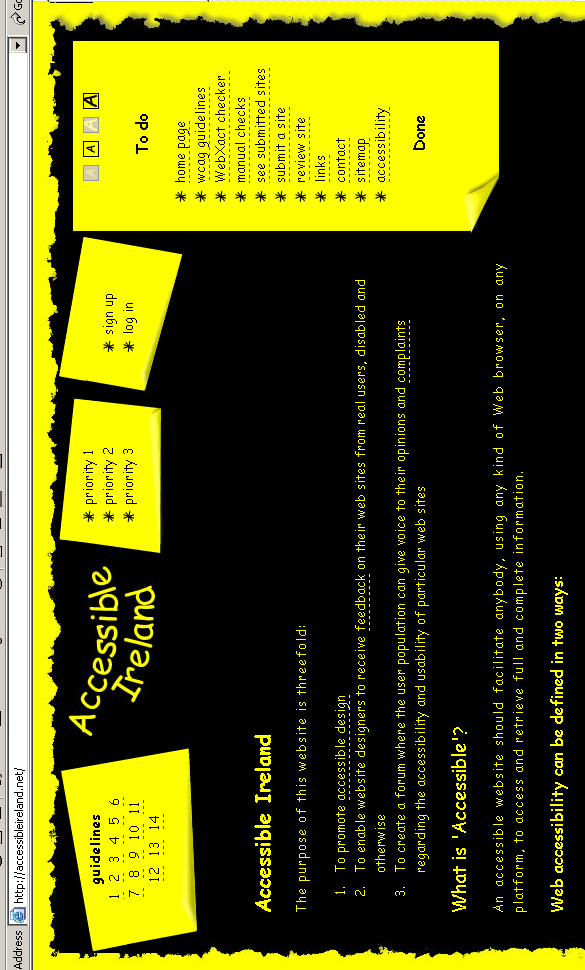 Address http://accessibleireland.net/
Go
guidelines
1 2 3 4 5 6
7 8 9 10 11
12 13 14
Accessible
Ireland
* priority 1
* priority 2
* priority 3
* sign up
* log in
A A A A
To do
* home page
* wcag guidelines
* WebXact checker
* manual checks
* see submitted sites
* submit a site
* review site
* links
* contact
* sitemap
* accessibility
Done
Accessible Ireland
The purpose of this website is threefold:
1. To promote accessible design
2. To enable website designers to receive feedback on their web sites from real users, disabled and
otherwise
3. To create a forum where the user population can give voice to their opinions and complaints
regarding the accessibility and usability of particular web sites
What is 'Accessible'?
An accessible website should facilitate anybody, using any kind of Web browser, on any
platform, to access and retrieve full and complete information.
Web accessibility can be defined in two ways: